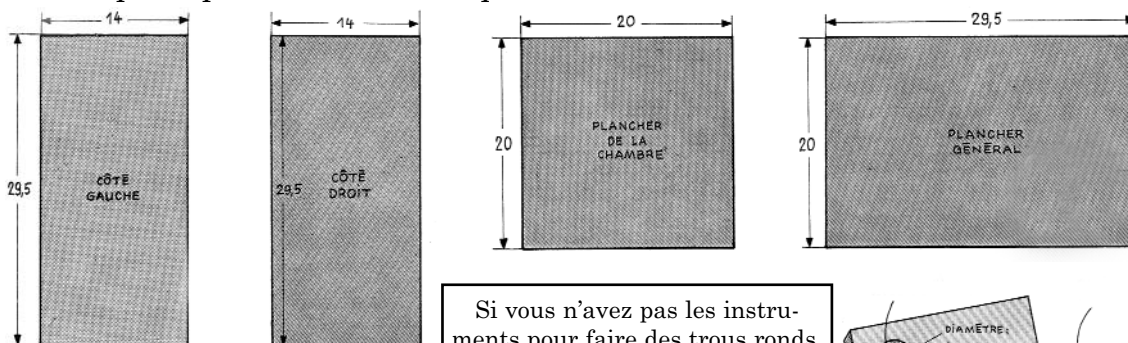 14
14
20
29,5
29,5
CÔTÉ
GAUCHE
29,5
CÔTÉ
DROIT
20
PLANCHER
DE LA
CHAMBRE
20
PLANCHER
GÉNÉRAL
Si vous n'avez pas les instru-
ments pour faire des trous ronds
DIAMÈTRE: